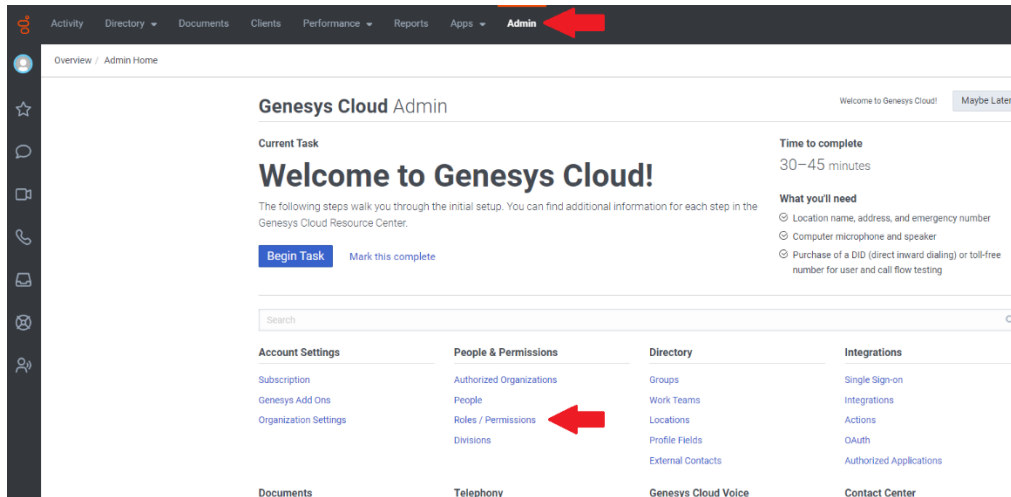 Activity Directory Documents Clients Performance Reports Apps Admin
Overview / Admin Home
Genesys Cloud Admin
Welcome to Genesys Cloud! Maybe Later
Current Task
Welcome to Genesys Cloud!
The following steps walk you through the initial setup. You can find additional information for each step in the
Genesys Cloud Resource Center.
Begin Task Mark this complete
Time to complete
30–45 minutes
What you'll need
Location name, address, and emergency number
Computer microphone and speaker
Purchase of a DID (direct inward dialing) or toll-free
number for user and call flow testing
Search
Account Settings
Subscription
Genesys Add Ons
Organization Settings
People & Permissions
Authorized Organizations
People
Roles / Permissions
Divisions
Directory
Groups
Work Teams
Locations
Profile Fields
External Contacts
Integrations
Single Sign-on
Integrations
Actions
OAuth
Authorized Applications
Documents Telephony Genesys Cloud Voice Contact Center